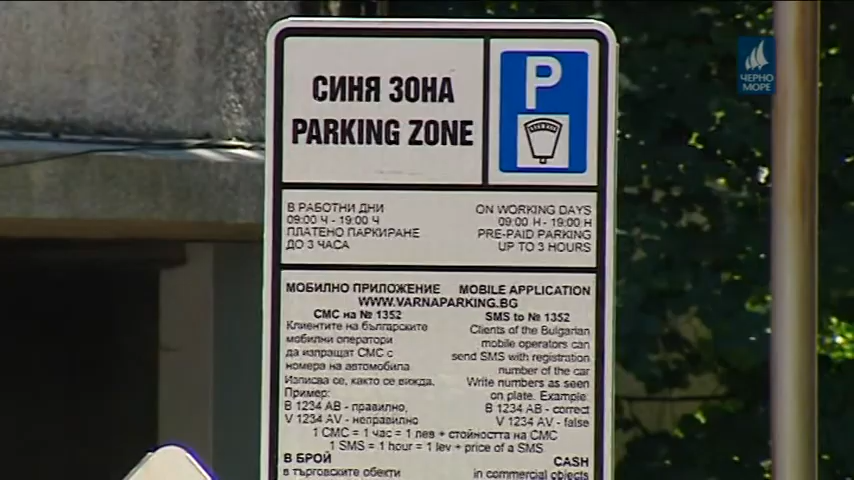 СИНЯ ЗОНА
PARKING ZONE
P
ЧЕРНО
МОРЕ
В РАБОТНИ ДНИ
09:00 Ч - 19:00 Ч
ПЛАТЕНО ПАРКИРАНЕ
ДО 3 ЧАСА
ON WORKING DAYS
09:00 H - 19:00 H
PRE-PAID PARKING
UP TO 3 HOURS
МОБИЛНО ПРИЛОЖЕНИЕ MOBILE APPLICATION
WWW.VARNAPARKING.BG
СМС на № 1352
Клиентите на българските
мобилни оператори
да изпращат СМС с
номера на автомобила
Изписва се, както се вижда.
Пример:
В 1234 АВ - правилно,
V 1234 AV - неправилно
SMS to № 1352
Clients of the Bulgarian
mobile operators can
send SMS with registration
number of the car
Write numbers as seen
on plate. Example:
B 1234 AB - correct
V 1234 AV - false
1 СМС = 1 час = 1 лев + стойността на СМС
1 SMS = 1 hour = 1 lev + price of a SMS
В БРОЙ
в търговските обекти
CASH
in commercial objects